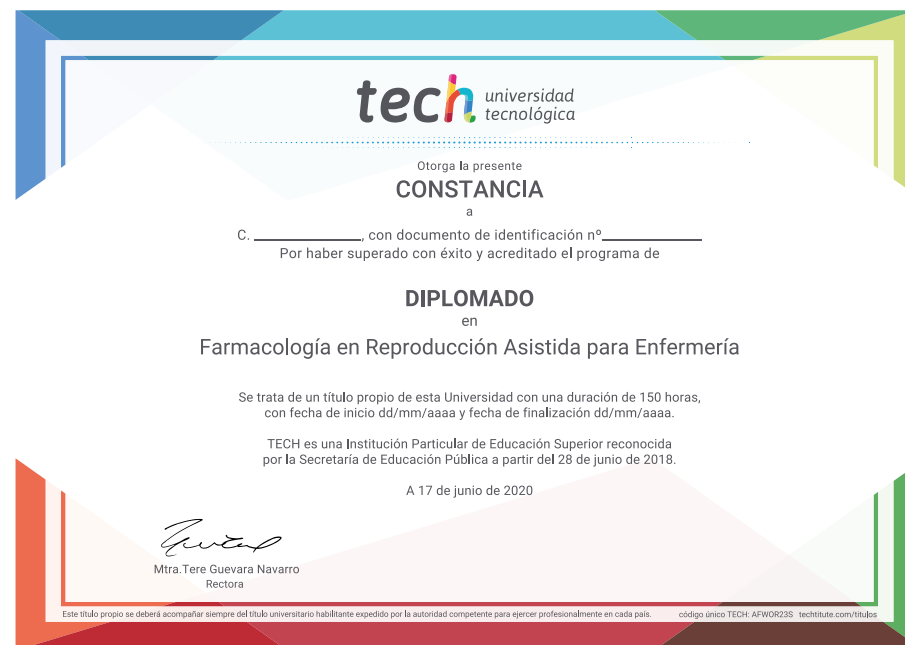 tech universidad
tecnológica
Otorga la presente
CONSTANCIA
a
C. ____________, con documento de identificación nº____________
Por haber superado con éxito y acreditado el programa de
DIPLOMADO
en
Farmacología en Reproducción Asistida para Enfermería
Se trata de un título propio de esta Universidad con una duración de 150 horas,
con fecha de inicio dd/mm/aaaa y fecha de finalización dd/mm/aaaa.
TECH es una Institución Particular de Educación Superior reconocida
por la Secretaría de Educación Pública a partir del 28 de junio de 2018.
A 17 de junio de 2020
Mtra.Tere Guevara Navarro
Rectora
Este título propio se deberá acompañar siempre del título universitario habilitante expedido por la autoridad competente para ejercer profesionalmente en cada país. código único TECH: AFWOR23S techtitute.com/titulos